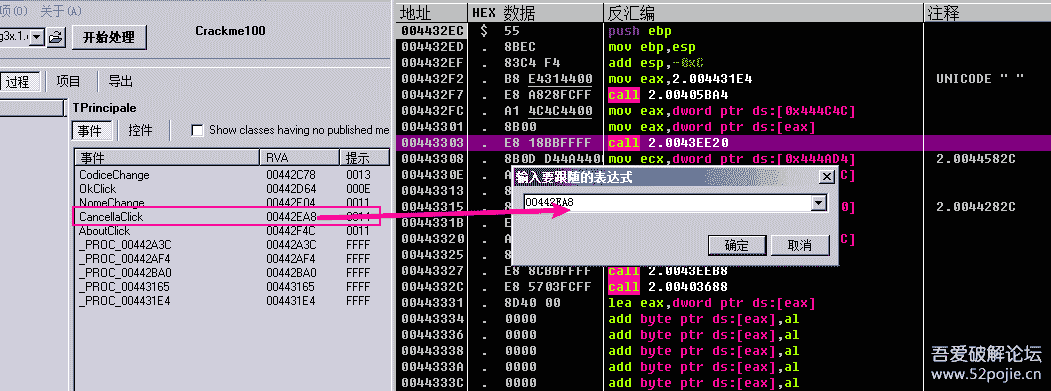 项(O) 关于(A)
g3x.1.
开始处理
Crackme100
过程 项目 导出
TPrincipale
事件 控件 Show classes having no published me
事件 RVA 提示
CodiceChange 00442C78 0013
OkClick 00442D64 000E
NomeChange 00442E04 0011
CancellaClick 00442EA8 0014
AboutClick 00442F4C 0011
_PROC_00442A3C 00442A3C FFFF
_PROC_00442AF4 00442AF4 FFFF
_PROC_00442BA0 00442BA0 FFFF
_PROC_00443165 00443165 FFFF
_PROC_004431E4 004431E4 FFFF
地址 HEX 数据 反汇编 注释
004432EC $ 55 push ebp
004432ED . 8BEC mov ebp,esp
004432EF . 83C4 F4 add esp,-0xC
004432F2 . B8 E4314400 mov eax,2.004431E4 UNICODE " "
004432F7 . E8 A828FCFF call 2.00405BA4
004432FC . A1 4C4C4400 mov eax,dword ptr ds:[0x444C4C]
00443301 . 8B00 mov eax,dword ptr ds:[eax]
00443303 . E8 18BBFFFF call 2.0043EE20
00443308 . 8B0D D44A4400 mov ecx,dword ptr ds:[0x444AD4] 2.0044582C
0044330E . A C]
00443313 . 8
00443315 . 8 0] 2.0044282C
0044331B . E
00443320 . A C]
00443325 . 8
00443327 . E8 8CBBFFFF call 2.0043EEB8
0044332C . E8 5703FCFF call 2.00403688
00443331 . 8D40 00 lea eax,dword ptr ds:[eax]
00443334 . 0000 add byte ptr ds:[eax],al
00443336 . 0000 add byte ptr ds:[eax],al
00443338 . 0000 add byte ptr ds:[eax],al
0044333A . 0000 add byte ptr ds:[eax],al
0044333C . 0000 add byte ptr ds:[eax],al
输入要跟随的表达式
00442EA8
确定 取消
吾爱破解论坛
www.52pojie.cn